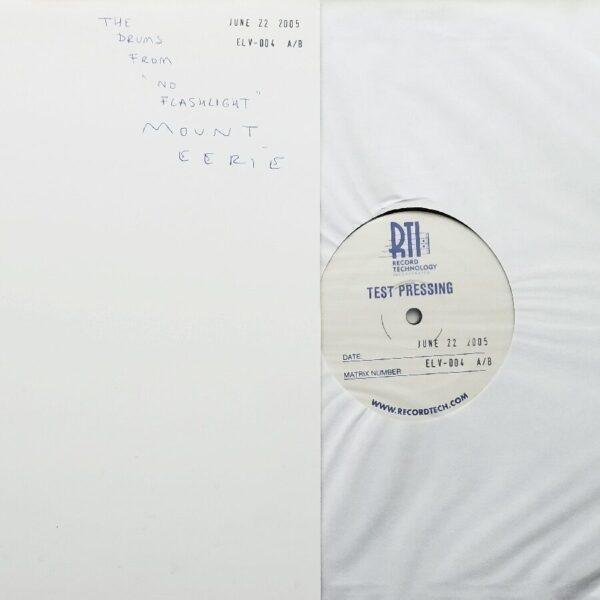 THE
DRUMS
FROM
"NO
FLASHLIGHT"
MOUNT
EERIE
JUNE 22 2005
ELV-004 A/B
RTI
RECORD
TECHNOLOGY
INCORPORATED
TEST PRESSING
JUNE 22 2005
DATE
ELV-004 A/B
MATRIX NUMBER
WWW.RECORDTECH.COM